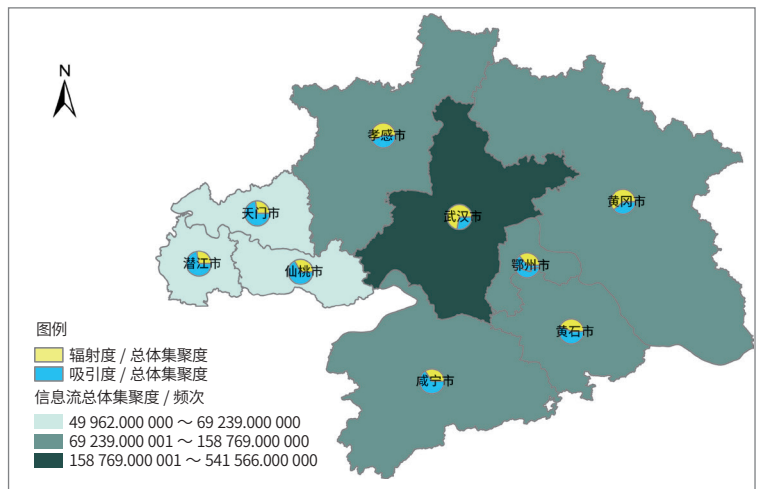 N
孝感市
黄冈市
天门市
武汉市
潜江市
仙桃市
鄂州市
黄石市
咸宁市
图例
辐射度 / 总体集聚度
吸引度 / 总体集聚度
信息流总体集聚度 / 频次
49 962.000 000 ～ 69 239.000 000
69 239.000 001 ～ 158 769.000 000
158 769.000 001 ～ 541 566.000 000